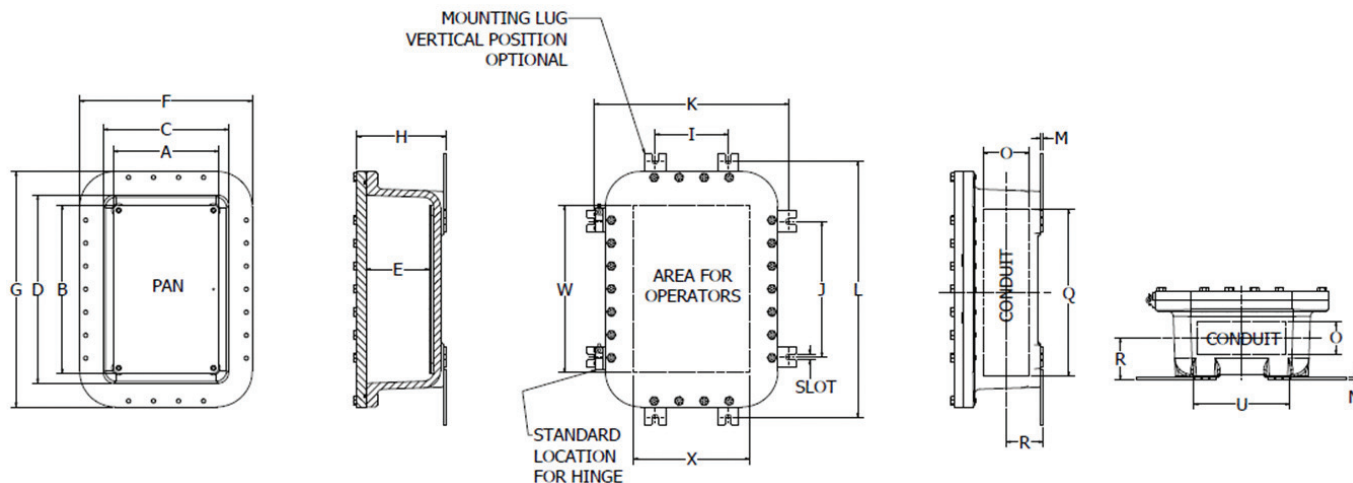 MOUNTING LUG
VERTICAL POSITION
OPTIONAL
F
C
A
G
D
B
PAN
H
E
K
I
W
AREA FOR
OPERATORS
J
L
SLOT
X
STANDARD
LOCATION
FOR HINGE
O
M
CONDUIT
Q
R
CONDUIT
O
R
U